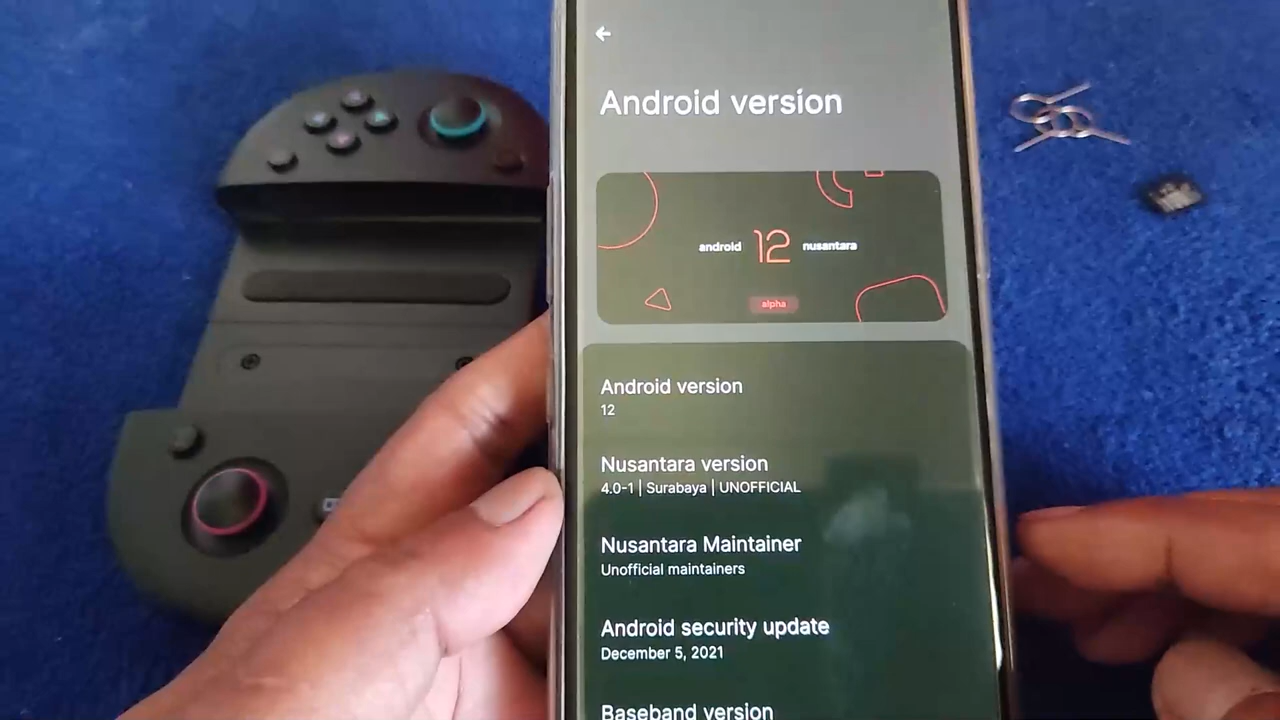 Android version
android 12 nusantara
alpha
Android version
12
Nusantara version
4.0-1 | Surabaya | UNOFFICIAL
Nusantara Maintainer
Unofficial maintainers
Android security update
December 5, 2021
Baseband version